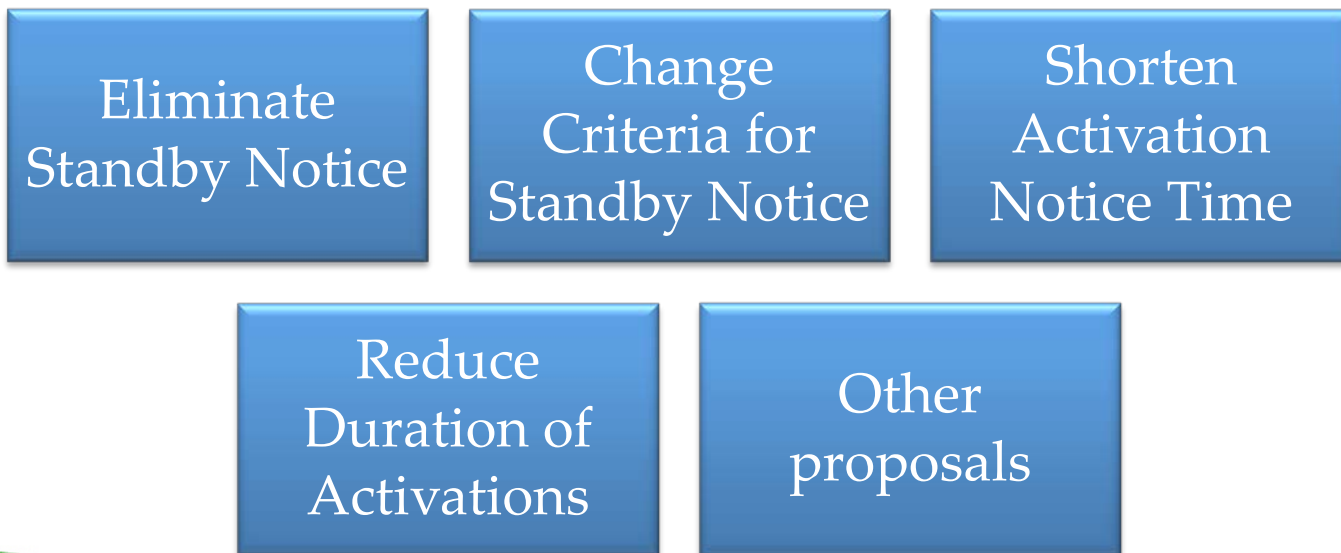 Eliminate
Standby Notice
Change
Criteria for
Standby Notice
Shorten
Activation
Notice Time
Reduce
Duration of
Activations
Other
proposals